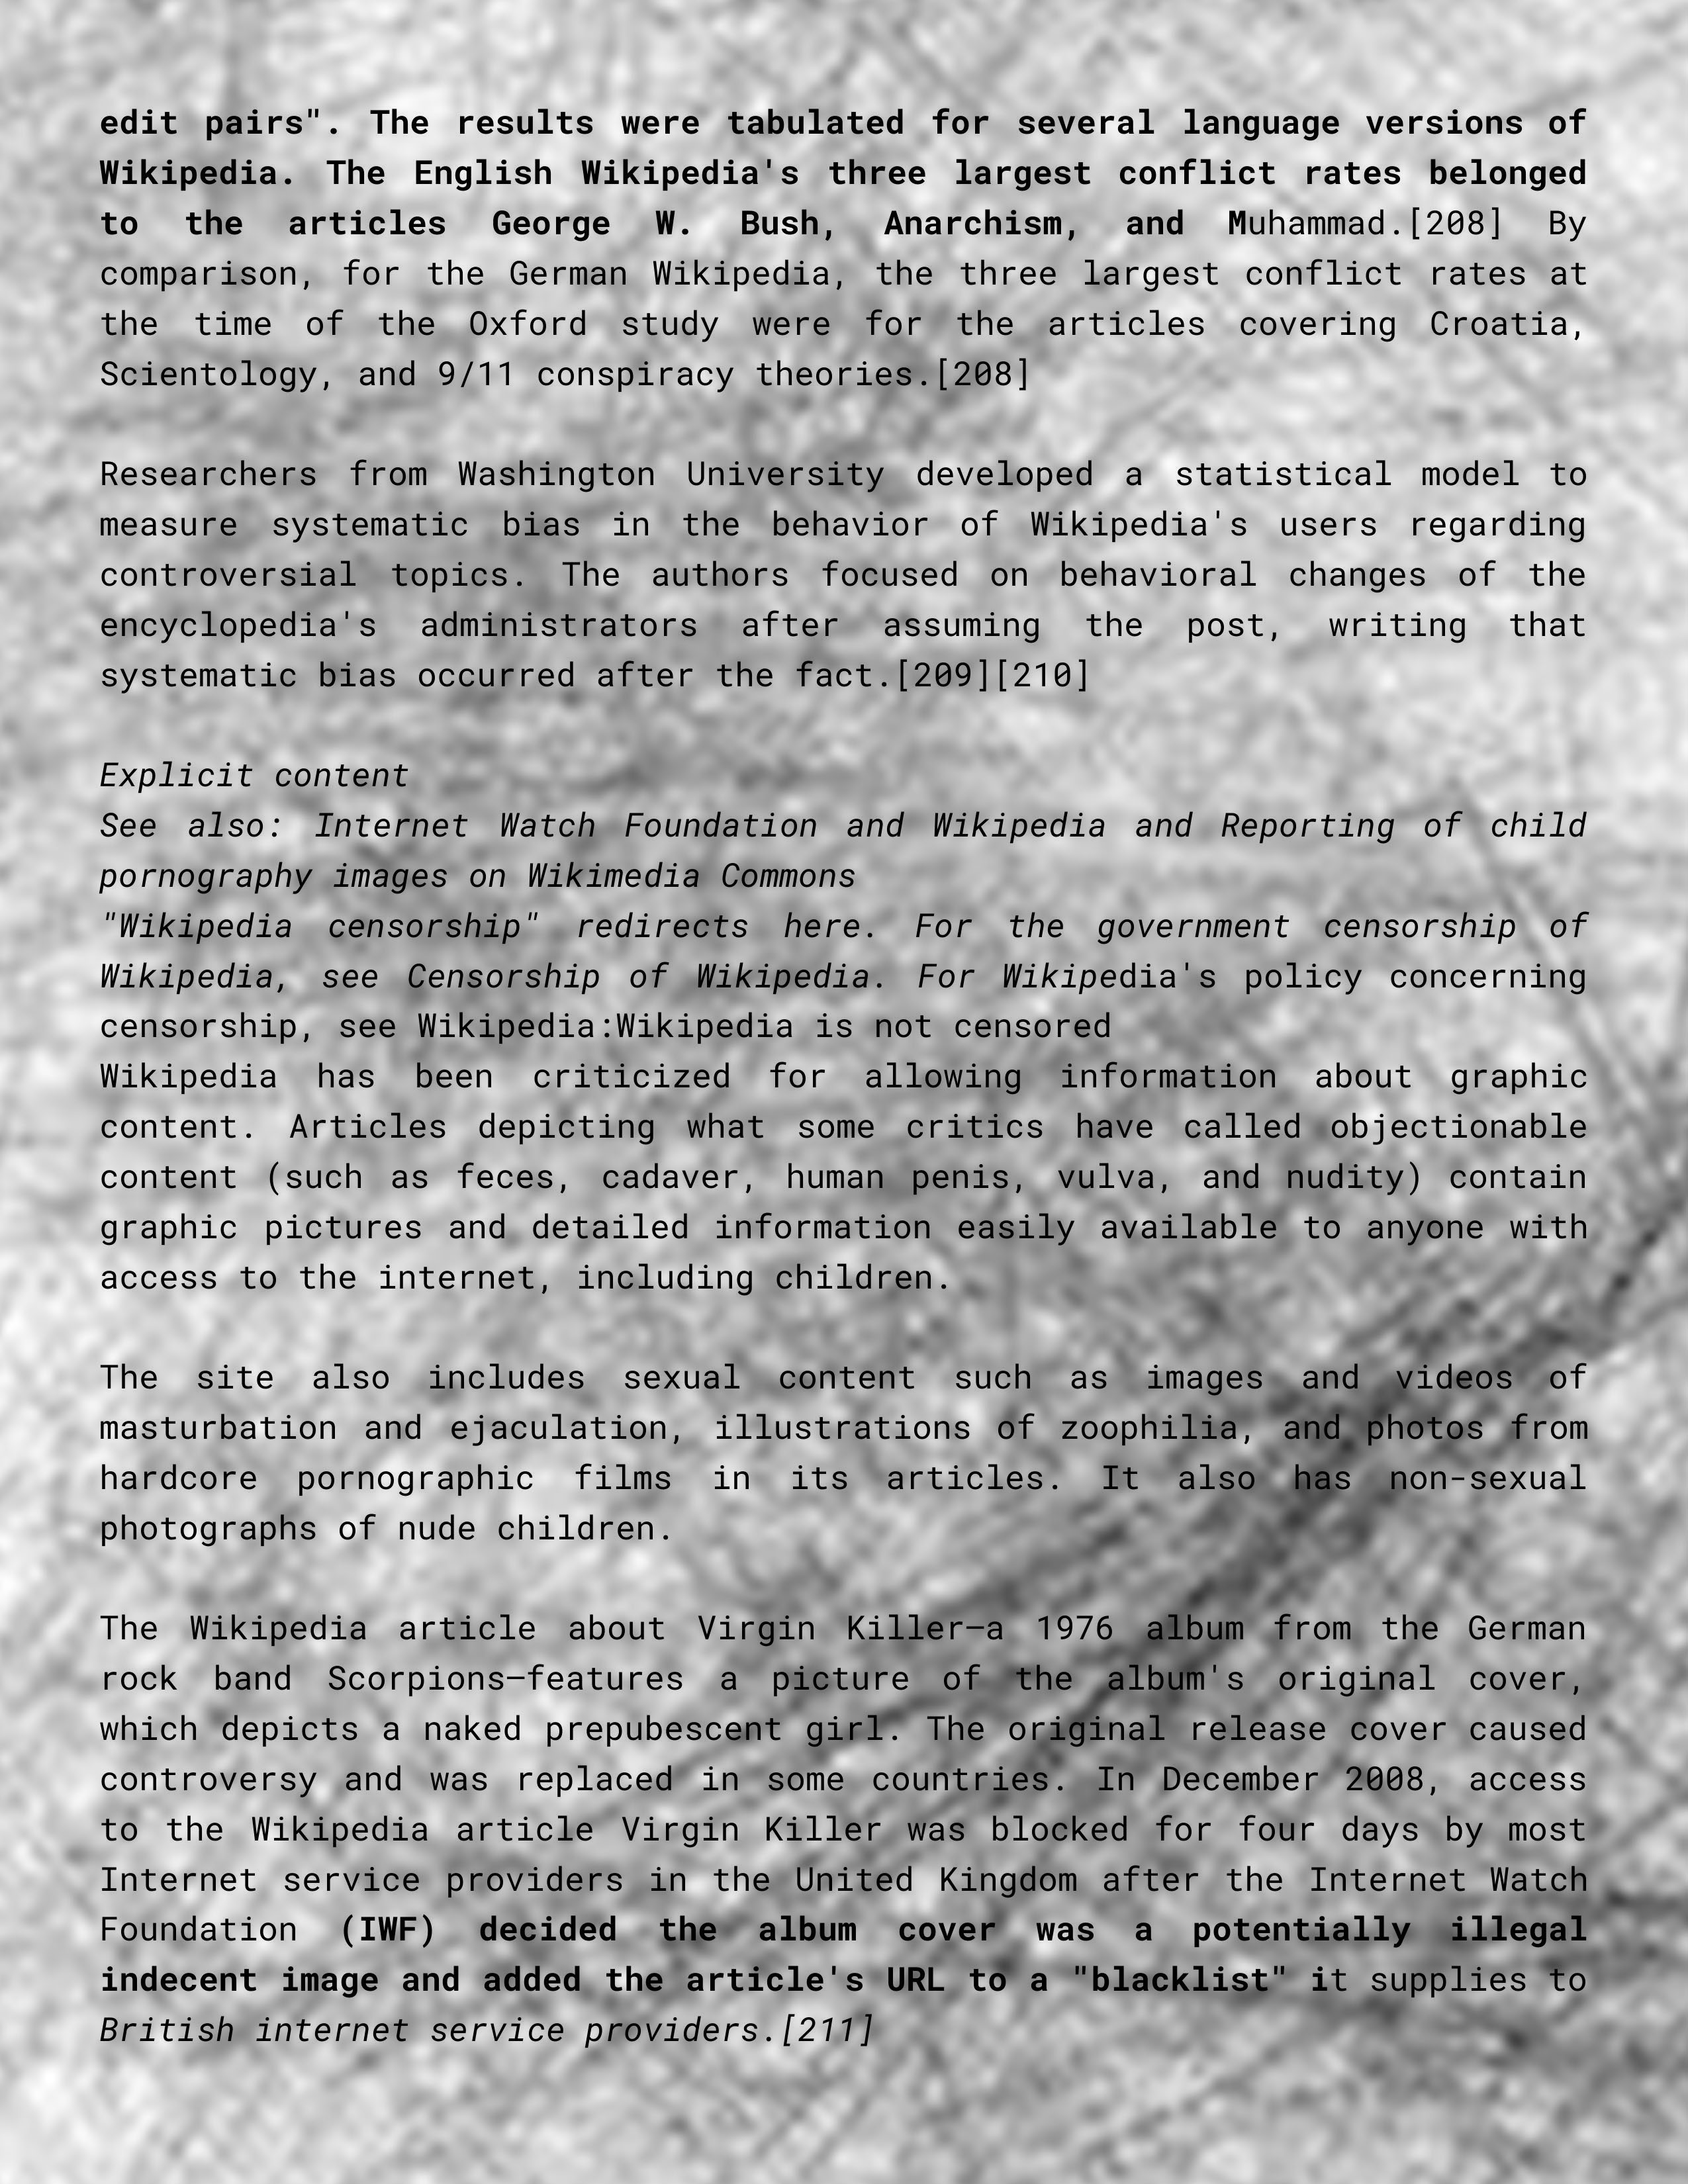 edit pairs". The results were tabulated for several language versions of
Wikipedia. The English Wikipedia's three largest conflict rates belonged
to the articles George W. Bush, Anarchism, and Muhammad.[208] By
comparison, for the German Wikipedia, the three largest conflict rates at
the time of the Oxford study were for the articles covering Croatia,
Scientology, and 9/11 conspiracy theories.[208]
Researchers from Washington University developed a statistical model to
measure systematic bias in the behavior of Wikipedia's users regarding
controversial topics. The authors focused on behavioral changes of the
encyclopedia's administrators after assuming the post, writing that
systematic bias occurred after the fact.[209][210]
Explicit content
See also: Internet Watch Foundation and Wikipedia and Reporting of child
pornography images on Wikimedia Commons
"Wikipedia censorship" redirects here. For the government censorship of
Wikipedia, see Censorship of Wikipedia. For Wikipedia's policy concerning
censorship, see Wikipedia:Wikipedia is not censored
Wikipedia has been criticized for allowing information about graphic
content. Articles depicting what some critics have called objectionable
content (such as feces, cadaver, human penis, vulva, and nudity) contain
graphic pictures and detailed information easily available to anyone with
access to the internet, including children.
The site also includes sexual content such as images and videos of
masturbation and ejaculation, illustrations of zoophilia, and photos from
hardcore pornographic films in its articles. It also has non-sexual
photographs of nude children.
The Wikipedia article about Virgin Killer—a 1976 album from the German
rock band Scorpions—features a picture of the album's original cover,
which depicts a naked prepubescent girl. The original release cover caused
controversy and was replaced in some countries. In December 2008, access
to the Wikipedia article Virgin Killer was blocked for four days by most
Internet service providers in the United Kingdom after the Internet Watch
Foundation (IWF) decided the album cover was a potentially illegal
indecent image and added the article's URL to a "blacklist" it supplies to
British internet service providers.[211]